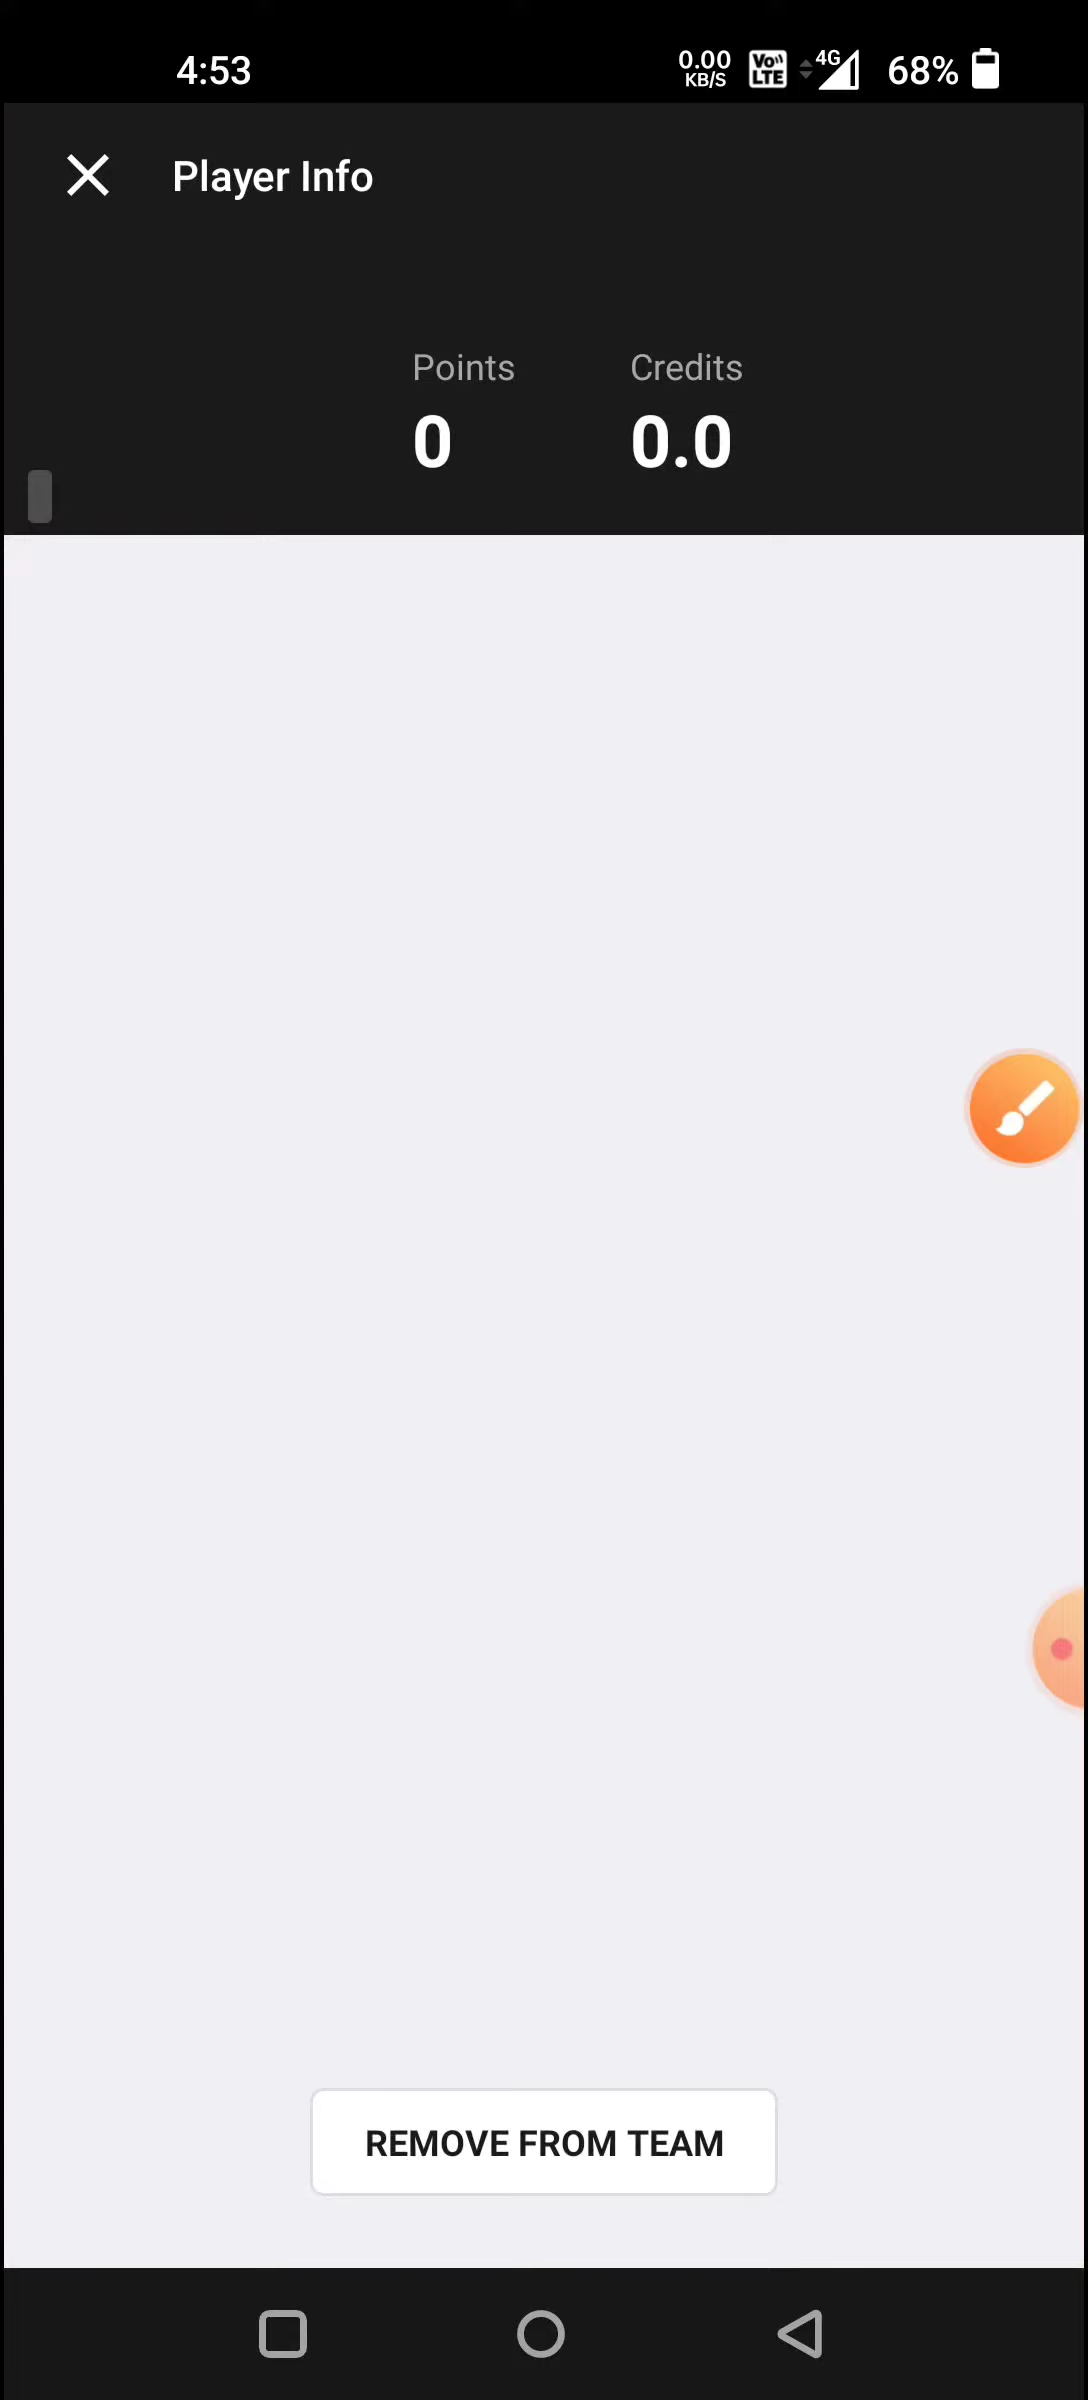 4:53
0.00
KB/S
Vo
LTE
4G
68%
Player Info
Points
Credits
0
0.0
REMOVE FROM TEAM